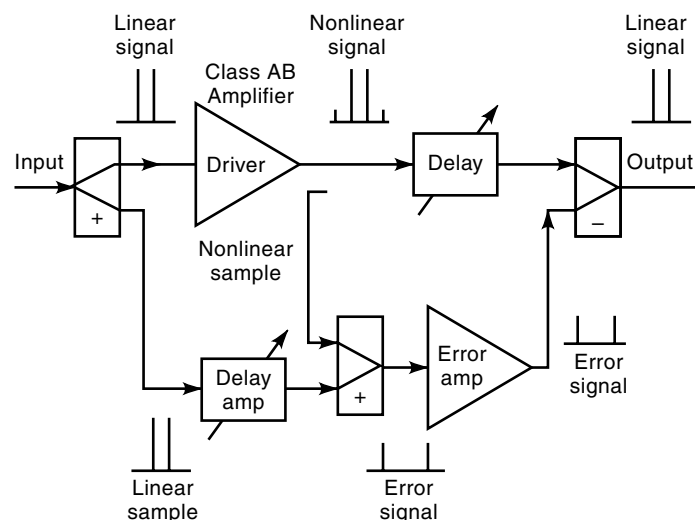 Linear
signal
Nonlinear
signal
Linear
signal
Class AB
Amplifier
Input
Driver
Delay
Output
+
−
Nonlinear
sample
Delay
amp
+
Error
amp
Error
signal
Linear
sample
Error
signal